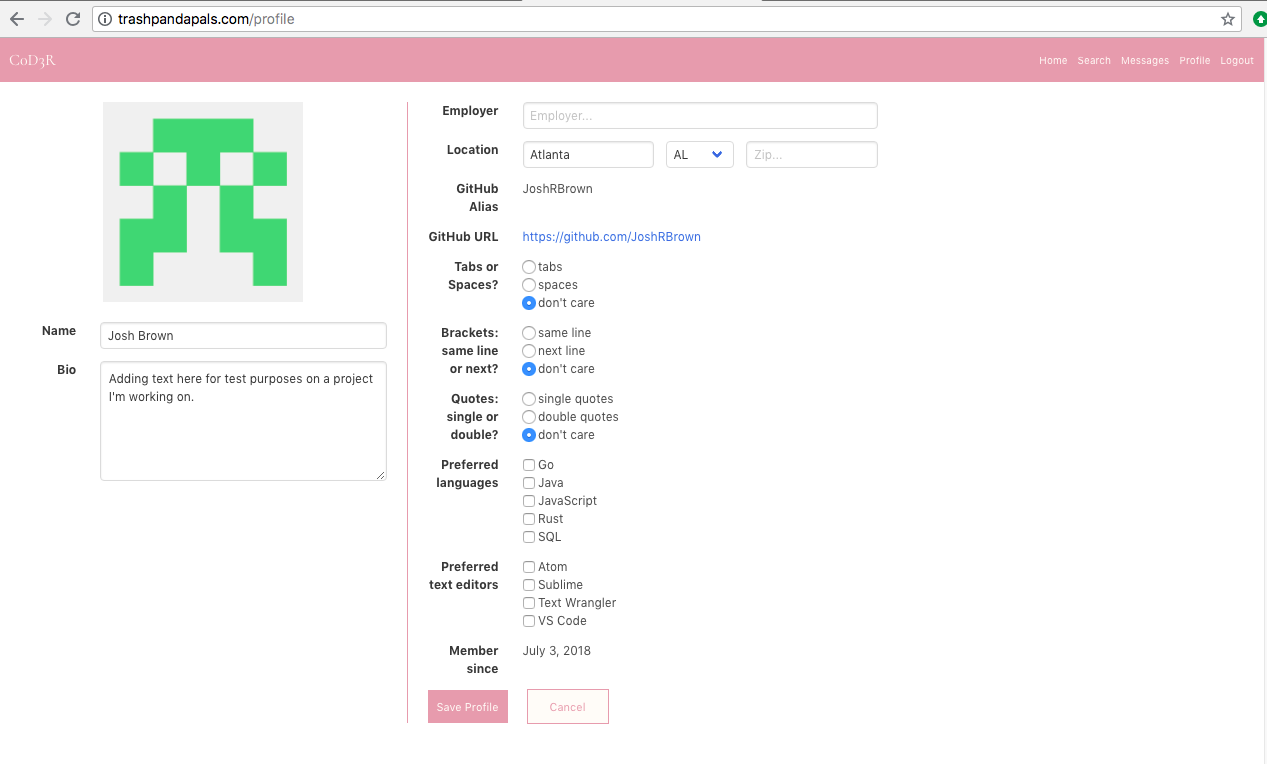 trashpandapals.com/profile
CoD3R
Home Search Messages Profile Logout
Name
Josh Brown
Bio
Adding text here for test purposes on a project
I'm working on.
Employer
Employer...
Location
Atlanta
AL
Zip...
GitHub
Alias
JoshRBrown
GitHub URL
https://github.com/JoshRBrown
Tabs or
Spaces?
tabs
spaces
don't care
Brackets:
same line
or next?
same line
next line
don't care
Quotes:
single or
double?
single quotes
double quotes
don't care
Preferred
languages
Go
Java
JavaScript
Rust
SQL
Preferred
text editors
Atom
Sublime
Text Wrangler
VS Code
Member
since
July 3, 2018
Save Profile
Cancel